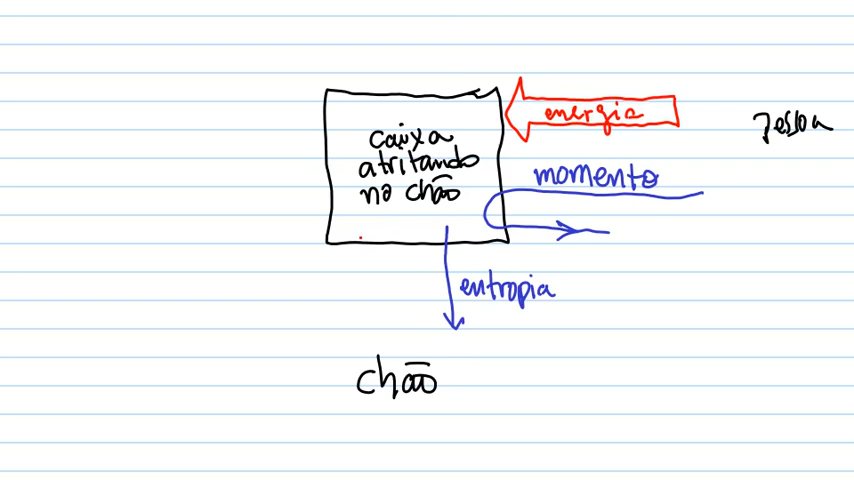 energia
pessoa
caixa
atritando
no chão
momento
entropia
chão